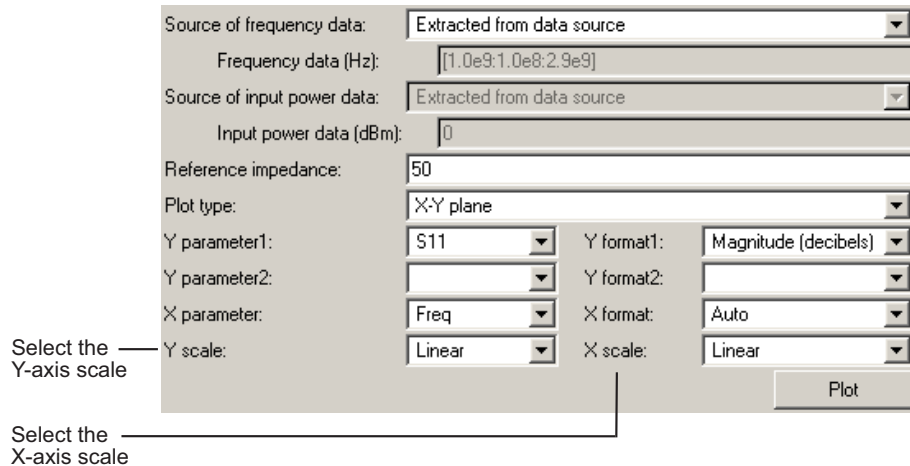 Source of frequency data: Extracted from data source
Frequency data (Hz): [1.0e9:1.0e8:2.9e9]
Source of input power data: Extracted from data source
Input power data (dBm): 0
Reference impedance: 50
Plot type: X-Y plane
Y parameter1: S11 Y format1: Magnitude (decibels)
Y parameter2: Y format2:
X parameter: Freq X format: Auto
Y scale: Linear X scale: Linear
Select the
Y-axis scale
Plot
Select the
X-axis scale